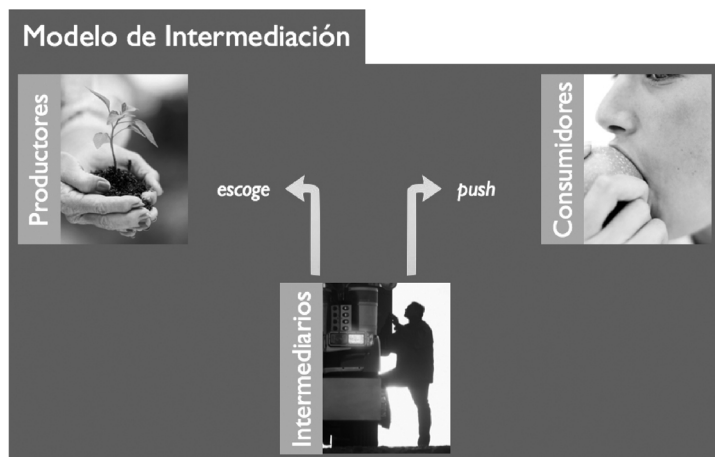 Modelo de Intermediación
Productores
escoge
push
Consumidores
Intermediarios